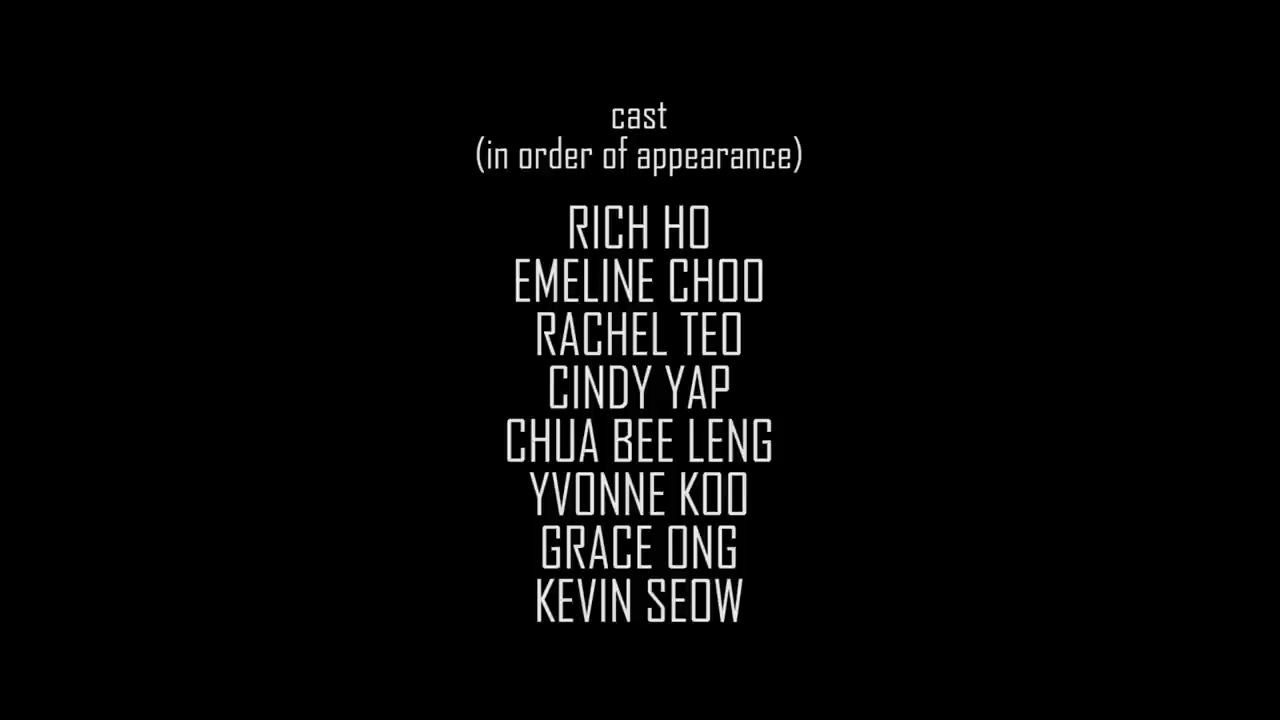 cast
(in order of appearance)
RICH HO
EMELINE CHOO
RACHEL TEO
CINDY YAP
CHUA BEE LENG
YVONNE KOO
GRACE ONG
KEVIN SEOW